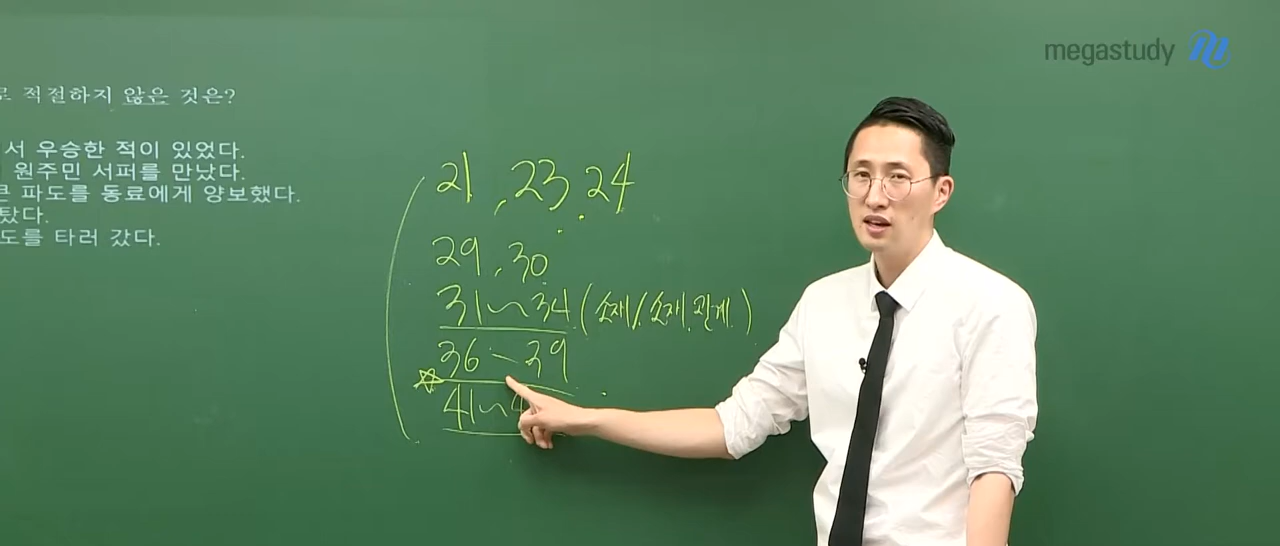 megastudy
로 적절하지 않은 것은?
서 우승한 적이 있었다.
원주민 서퍼를 만났다.
큰 파도를 동료에게 양보했다.
탔다.
도를 타러 갔다.
21, 23, 24
29, 30
31~34 (소재/소재.관계.)
36~39
41~4